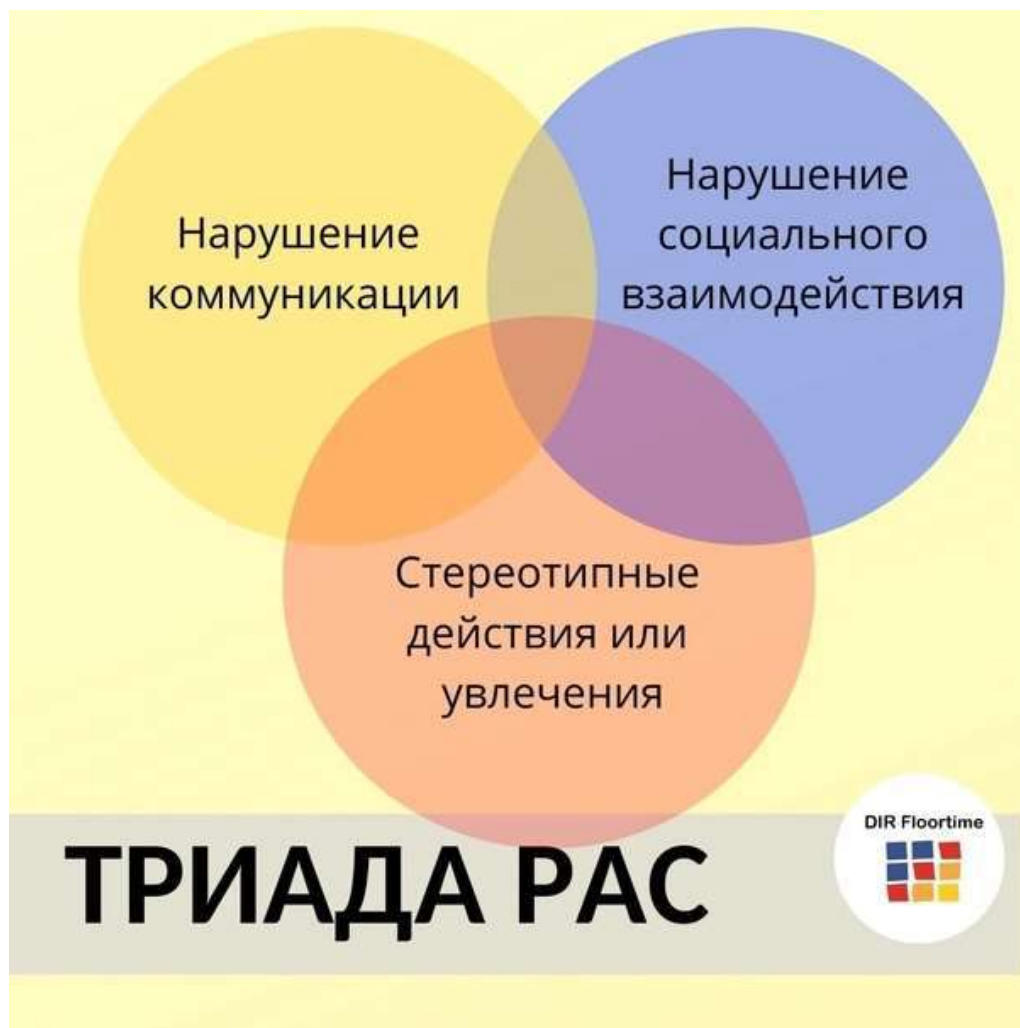 Нарушение
коммуникации
Нарушение
социального
взаимодействия
Стереотипные
действия или
увлечения
ТРИАДА РАС
DIR Floortime